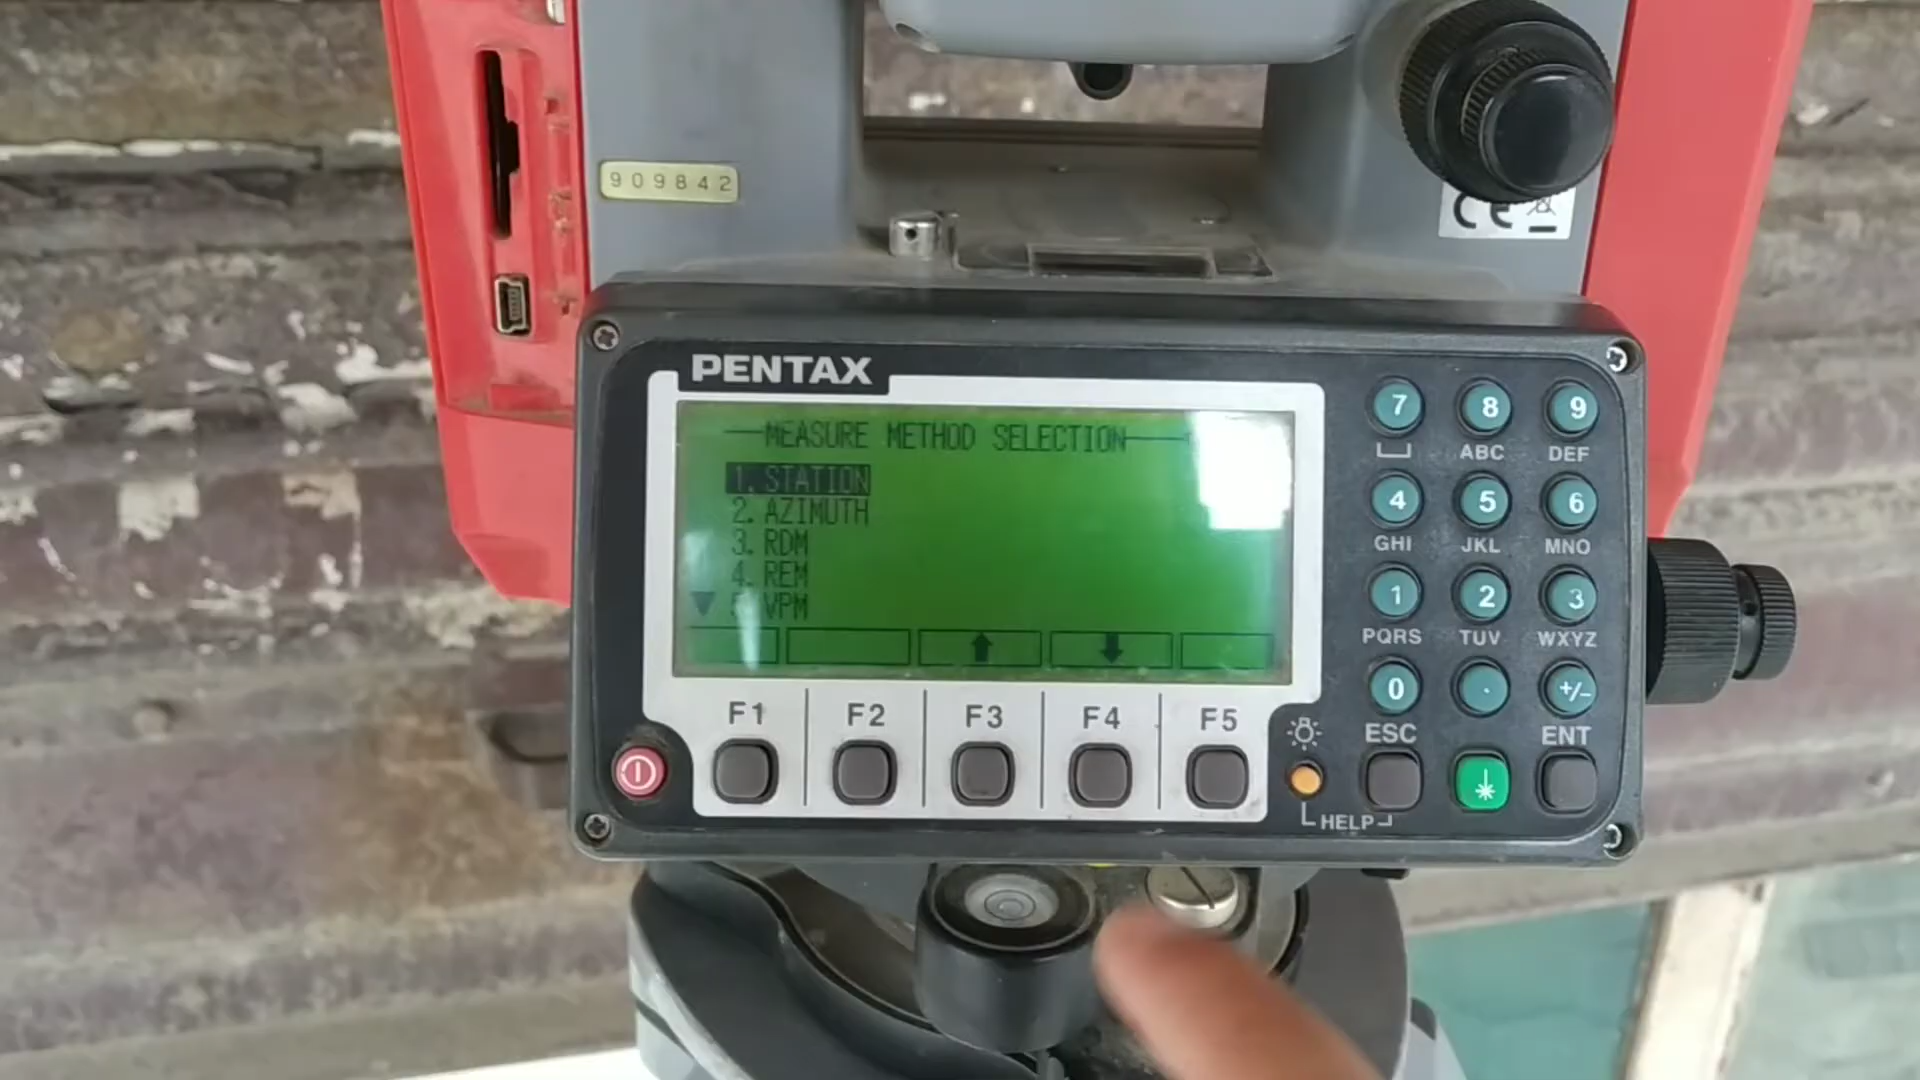 909842
CE
PENTAX
MEASURE METHOD SELECTION
1. STATION
2. AZIMUTH
3. RDM
4. REM
5. VPM
F1 F2 F3 F4 F5
7 8 9
ABC DEF
4 5 6
GHI JKL MNO
1 2 3
PQRS TUV WXYZ
0 . +/-
ESC ENT
HELP